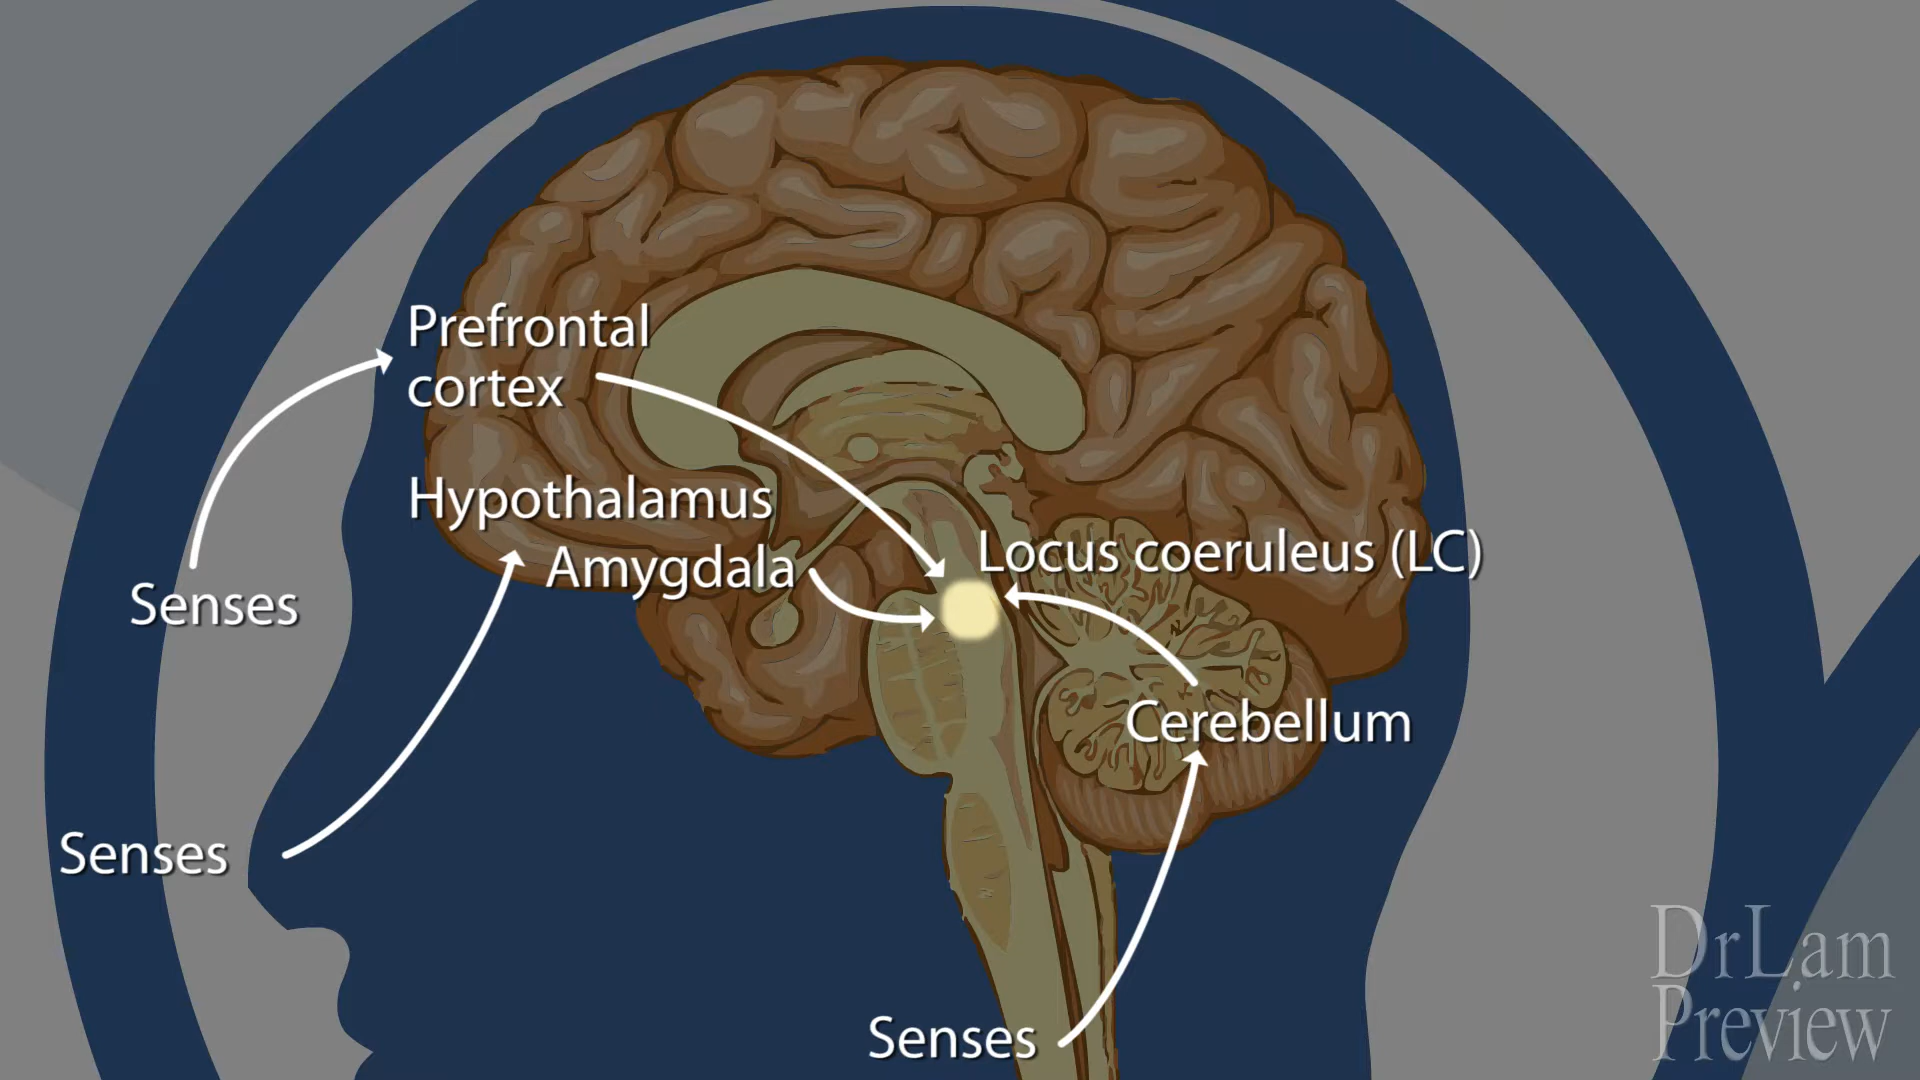 Prefrontal
cortex
Hypothalamus
Amygdala
Locus coeruleus (LC)
Senses
Cerebellum
Senses
Senses
DrLam
Preview